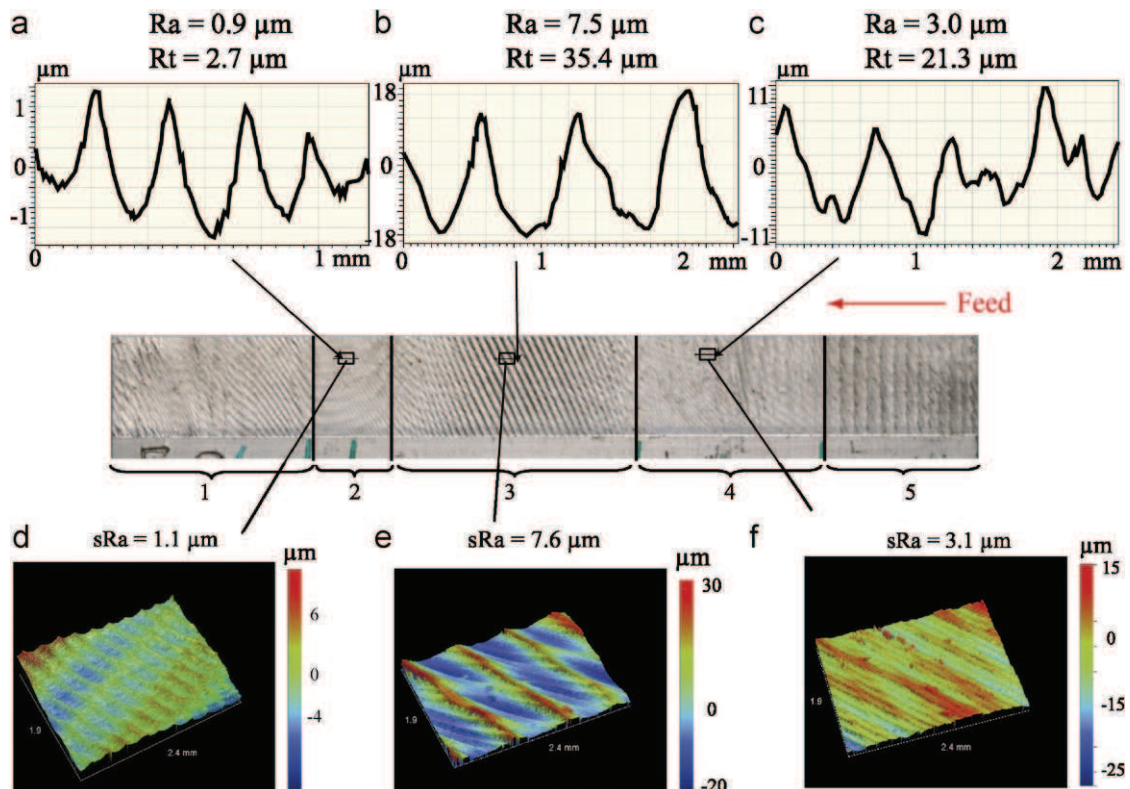 a
Ra = 0.9 µm
Rt = 2.7 µm
b
Ra = 7.5 µm
Rt = 35.4 µm
c
Ra = 3.0 µm
Rt = 21.3 µm
µm
1
0
-1
0
1 mm
µm
18
0
-18
0
1
2
mm
µm
11
0
-11
0
1
2
mm
Feed
1
2
3
4
5
d
sRa = 1.1 µm
µm
6
0
-4
1.9
2.4 mm
e
sRa = 7.6 µm
µm
30
0
-20
1.9
2.4 mm
f
sRa = 3.1 µm
µm
15
0
-15
-25
1.9
2.4 mm